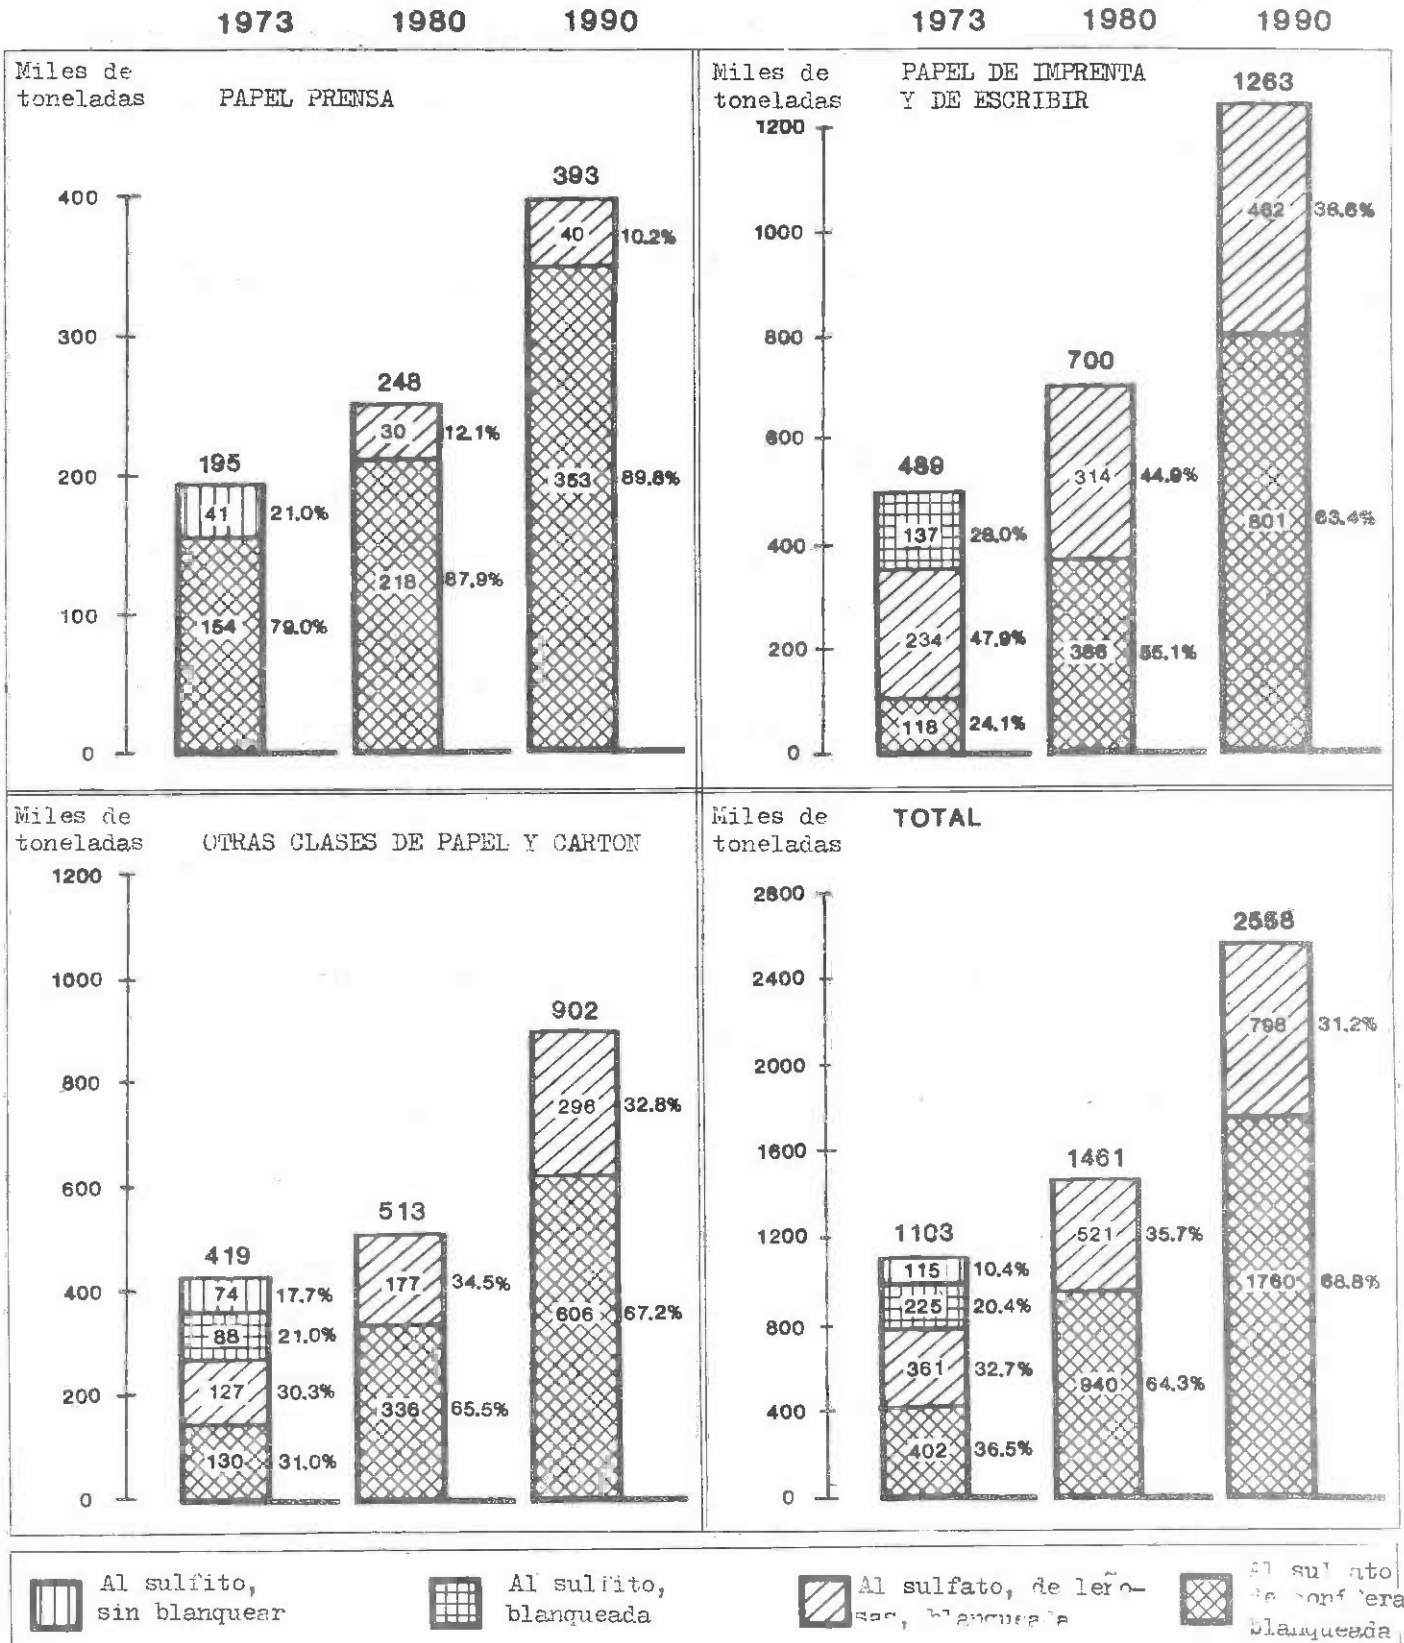 1973 1980 1990 1973 1980 1990
Miles de
toneladas
PAPEL PRENSA
400
300
200
100
0
195
41 21.0%
154 79.0%
248
30 12.1%
218 87.9%
393
40 10.2%
353 89.8%
Miles de
toneladas
PAPEL DE IMPRENTA
Y DE ESCRIBIR
1200
1000
800
600
400
200
0
489
137 28.0%
234 47.9%
118 24.1%
700
314 44.9%
386 55.1%
1263
462 36.6%
801 63.4%
Miles de
toneladas
OTRAS CLASES DE PAPEL Y CARTON
1200
1000
800
600
400
200
0
419
74 17.7%
88 21.0%
127 30.3%
130 31.0%
513
177 34.5%
336 65.5%
902
296 32.8%
606 67.2%
Miles de
toneladas
TOTAL
2800
2400
2000
1600
1200
800
400
0
1103
115 10.4%
225 20.4%
361 32.7%
402 36.5%
1461
521 35.7%
940 64.3%
2558
798 31.2%
1760 68.8%
Al sulfito,
sin blanquear
Al sulfito,
blanqueada
Al sulfato, de leño-
sas, blanqueada
Al sulfato
de conífera
blanqueada